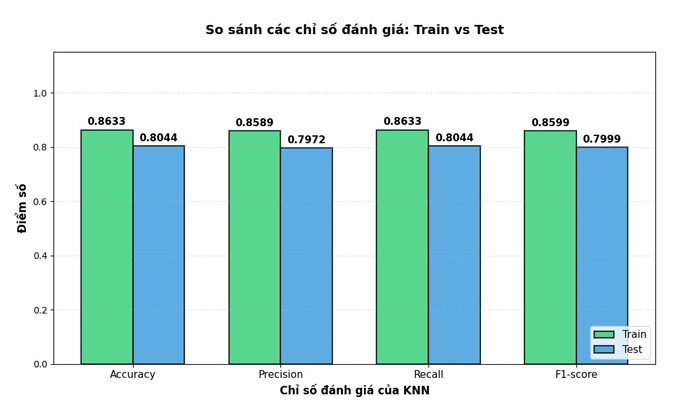 So sánh các chỉ số đánh giá: Train vs Test
Điểm số
1.0
0.8
0.6
0.4
0.2
0.0
0.8633 0.8044 0.8589 0.7972 0.8633 0.8044 0.8599 0.7999
Train
Test
Accuracy Precision Recall F1-score
Chỉ số đánh giá của KNN